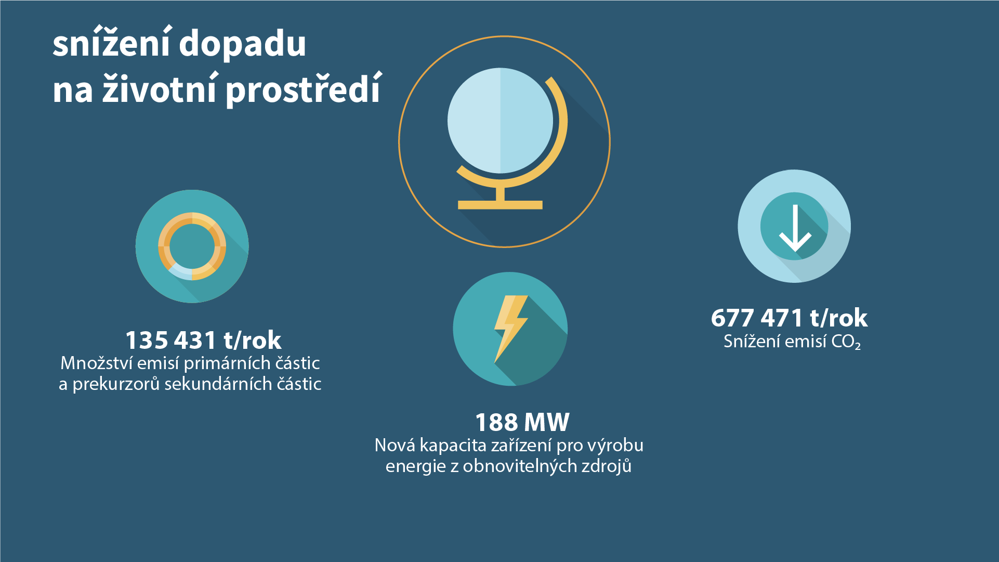 snížení dopadu
na životní prostředí
135 431 t/rok
Množství emisí primárních částic
a prekurzorů sekundárních částic
188 MW
Nová kapacita zařízení pro výrobu
energie z obnovitelných zdrojů
677 471 t/rok
Snížení emisí CO₂